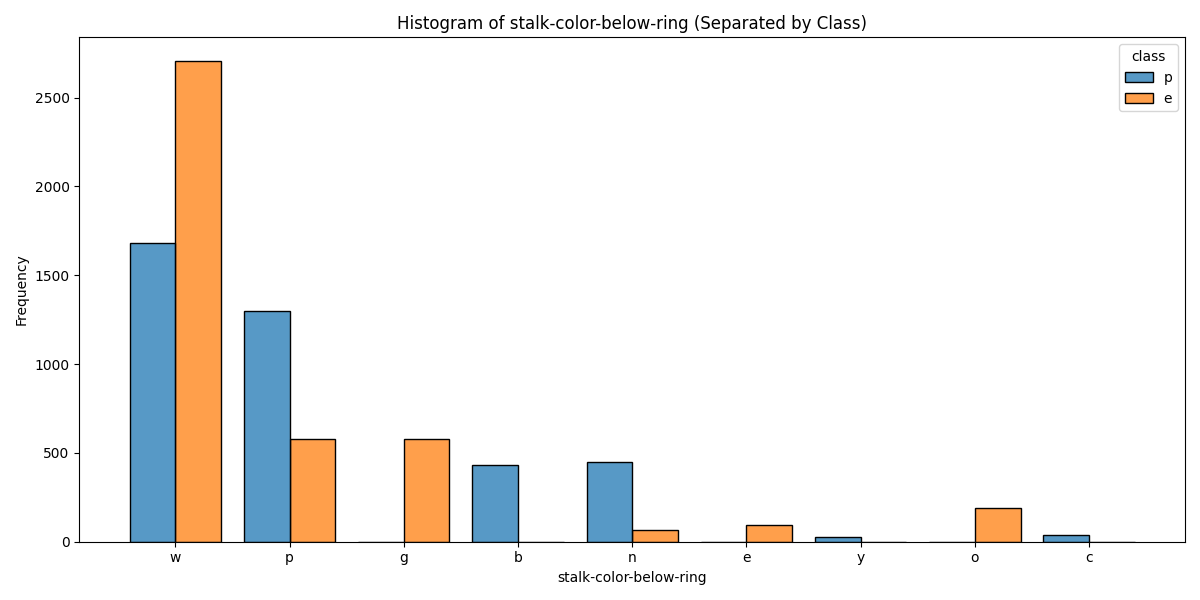 Histogram of stalk-color-below-ring (Separated by Class)
class
p
e
Frequency
2500
2000
1500
1000
500
0
w p g b n e y o c
stalk-color-below-ring